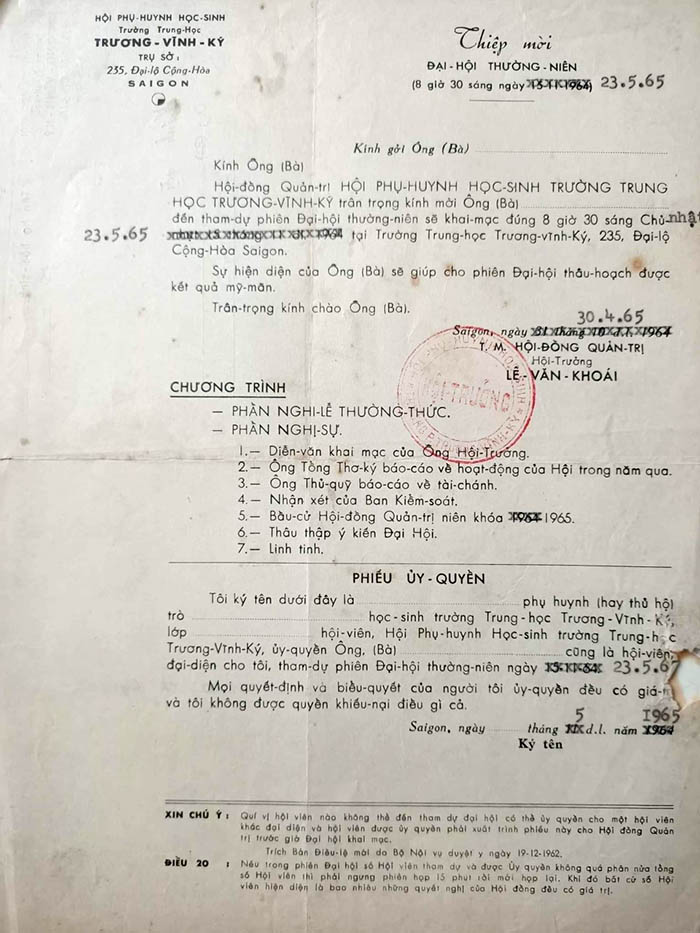 HỘI PHỤ-HUYNH HỌC-SINH
Trường Trung-Học
TRƯƠNG-VĨNH-KÝ
TRỤ SỞ :
235, Đại-lộ Cộng-Hòa
SAIGON
Thiệp mời
ĐẠI-HỘI THƯỜNG-NIÊN
(8 giờ 30 sáng ngày 15-11-1964) 23.5.65
Kính gởi Ông (Bà)
Kính Ông (Bà)
Hội-đồng Quản-trị HỘI PHỤ-HUYNH HỌC-SINH TRƯỜNG TRUNG
HỌC TRƯƠNG-VĨNH-KÝ trân trọng kính mời Ông (Bà)
đến tham-dự phiên Đại-hội thường-niên sẽ khai-mạc đúng 8 giờ 30 sáng Chủ-nhật
23.5.65 tại Trường Trung-học Trương-vĩnh-Ký, 235, Đại-lộ
Cộng-Hòa Saigon.
Sự hiện diện của Ông (Bà) sẽ giúp cho phiên Đại-hội thâu-hoạch được
kết quả mỹ-mãn.
Trân-trọng kính chào Ông (Bà).
30.4.65
Saigon, ngày 31 tháng 10 1964
T. M. HỘI-ĐỒNG QUẢN-TRỊ
Hội-Trưởng
LÊ-VĂN-KHOÁI
HỘI-TRƯỞNG
CHƯƠNG TRÌNH
— PHẦN NGHI-LỄ THƯỜNG-THỨC.
— PHẦN NGHỊ-SỰ.
1.— Diễn-văn khai mạc của Ông Hội-Trưởng.
2.— Ông Tổng Thơ-ký báo-cáo về hoạt-động của Hội trong năm qua.
3.— Ông Thủ-quỹ báo-cáo về tài-chánh.
4.— Nhận xét của Ban Kiểm-soát.
5.— Bầu-cử Hội-đồng Quản-trị niên khóa 1964 1965.
6.— Thâu thập ý kiến Đại Hội.
7.— Linh tinh.
PHIẾU ỦY-QUYỀN
Tôi ký tên dưới đây là phụ huynh (hay thủ hộ)
trò học-sinh trường Trung-học Trương-Vĩnh-Ký,
lớp hội-viên, Hội Phụ-huynh Học-sinh trường Trung-học
Trương-Vĩnh-Ký, ủy-quyền Ông, (Bà) cũng là hội-viên,
đại-diện cho tôi, tham-dự phiên Đại-hội thường-niên ngày 15-11-64 23.5.67
Mọi quyết-định và biểu-quyết của người tôi ủy-quyền đều có giá-trị
và tôi không được quyền khiếu-nại điều gì cả.
5 1965
Saigon, ngày tháng XI d.l. năm 1964
Ký tên
XIN CHÚ Ý : Quí vị hội viên nào không thể đến tham dự đại hội có thể ủy quyền cho một hội viên
khác đại diện và hội viên được ủy quyền phải xuất trình phiếu này cho Hội đồng Quản
trị trước giờ Đại hội khai mạc.
Trích Bản Điều-lệ mới do Bộ Nội vụ duyệt y ngày 19-12-1962.
ĐIỀU 20 : Nếu trong phiên Đại hội số Hội viên tham dự và được Ủy quyền không quá phân nửa tổng
số Hội viên thì phải ngưng phiên họp 15 phút rồi mới họp lại. Khi đó bất cứ số Hội
viên hiện diện là bao nhiêu những quyết nghị của Hội đồng đều có giá trị.